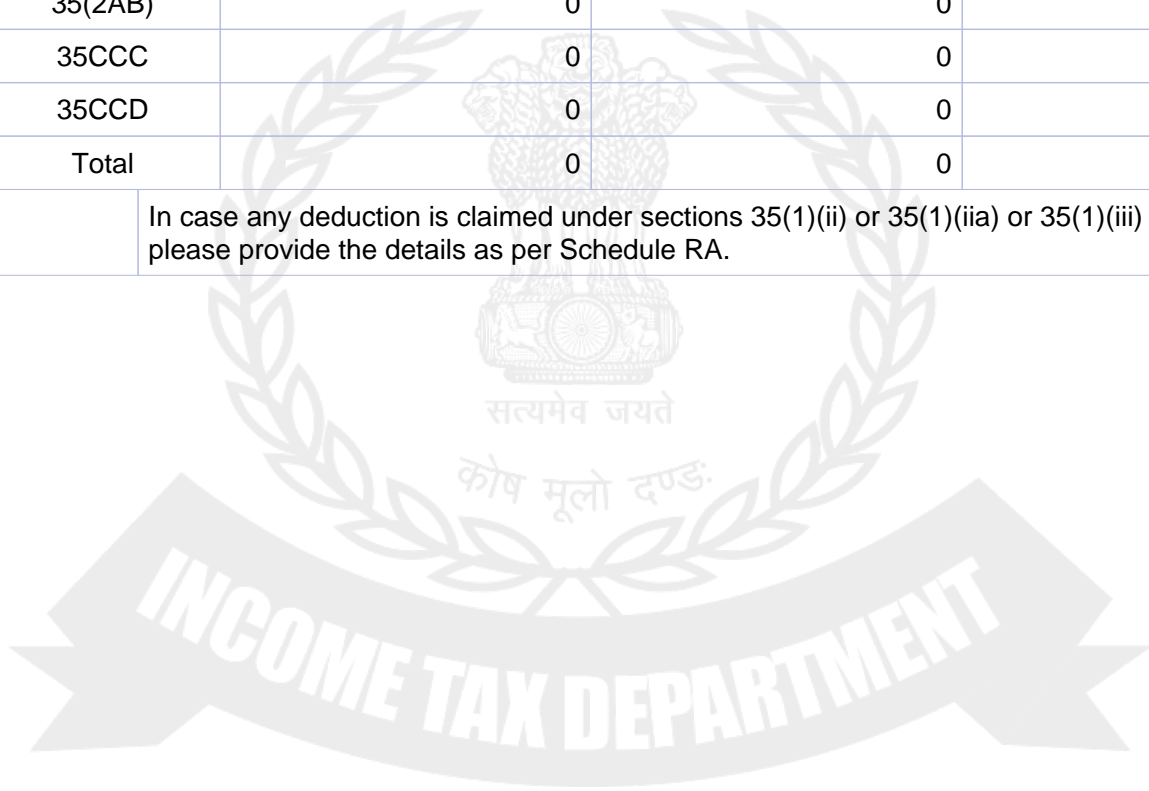 35(2AB) 0 0
35CCC 0 0
35CCD 0 0
Total 0 0
In case any deduction is claimed under sections 35(1)(ii) or 35(1)(iia) or 35(1)(iii)
please provide the details as per Schedule RA.
सत्यमेव जयते
कोष मूलो दण्डः
INCOME TAX DEPARTMENT